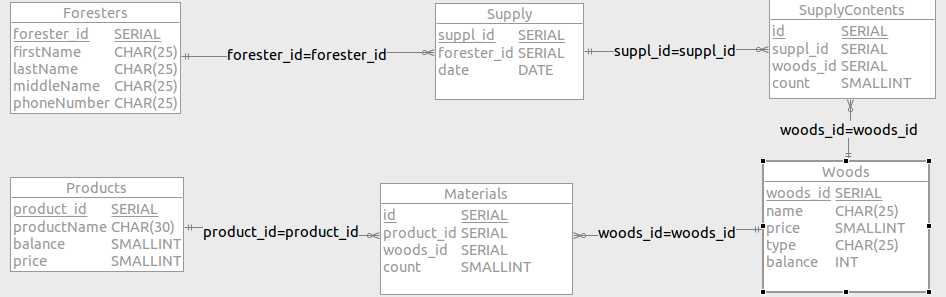 Foresters
forester_id SERIAL
firstName CHAR(25)
lastName CHAR(25)
middleName CHAR(25)
phoneNumber CHAR(25)
forester_id=forester_id
Supply
suppl_id SERIAL
forester_id SERIAL
date DATE
suppl_id=suppl_id
SupplyContents
id SERIAL
suppl_id SERIAL
woods_id SERIAL
count SMALLINT
woods_id=woods_id
Products
product_id SERIAL
productName CHAR(30)
balance SMALLINT
price SMALLINT
product_id=product_id
Materials
id SERIAL
product_id SERIAL
woods_id SERIAL
count SMALLINT
woods_id=woods_id
Woods
woods_id SERIAL
name CHAR(25)
price SMALLINT
type CHAR(25)
balance INT